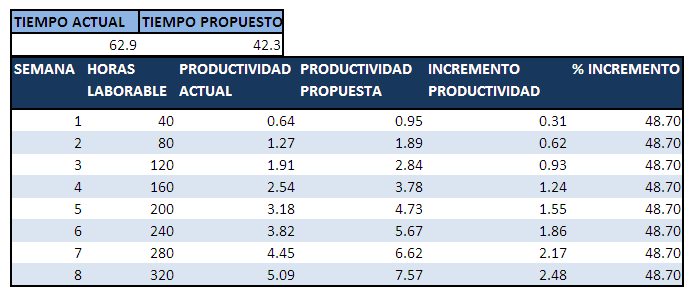 TIEMPO ACTUAL TIEMPO PROPUESTO
62.9 42.3
SEMANA HORAS PRODUCTIVIDAD PRODUCTIVIDAD INCREMENTO % INCREMENTO
LABORABLE ACTUAL PROPUESTA PRODUCTIVIDAD
1 40 0.64 0.95 0.31 48.70
2 80 1.27 1.89 0.62 48.70
3 120 1.91 2.84 0.93 48.70
4 160 2.54 3.78 1.24 48.70
5 200 3.18 4.73 1.55 48.70
6 240 3.82 5.67 1.86 48.70
7 280 4.45 6.62 2.17 48.70
8 320 5.09 7.57 2.48 48.70